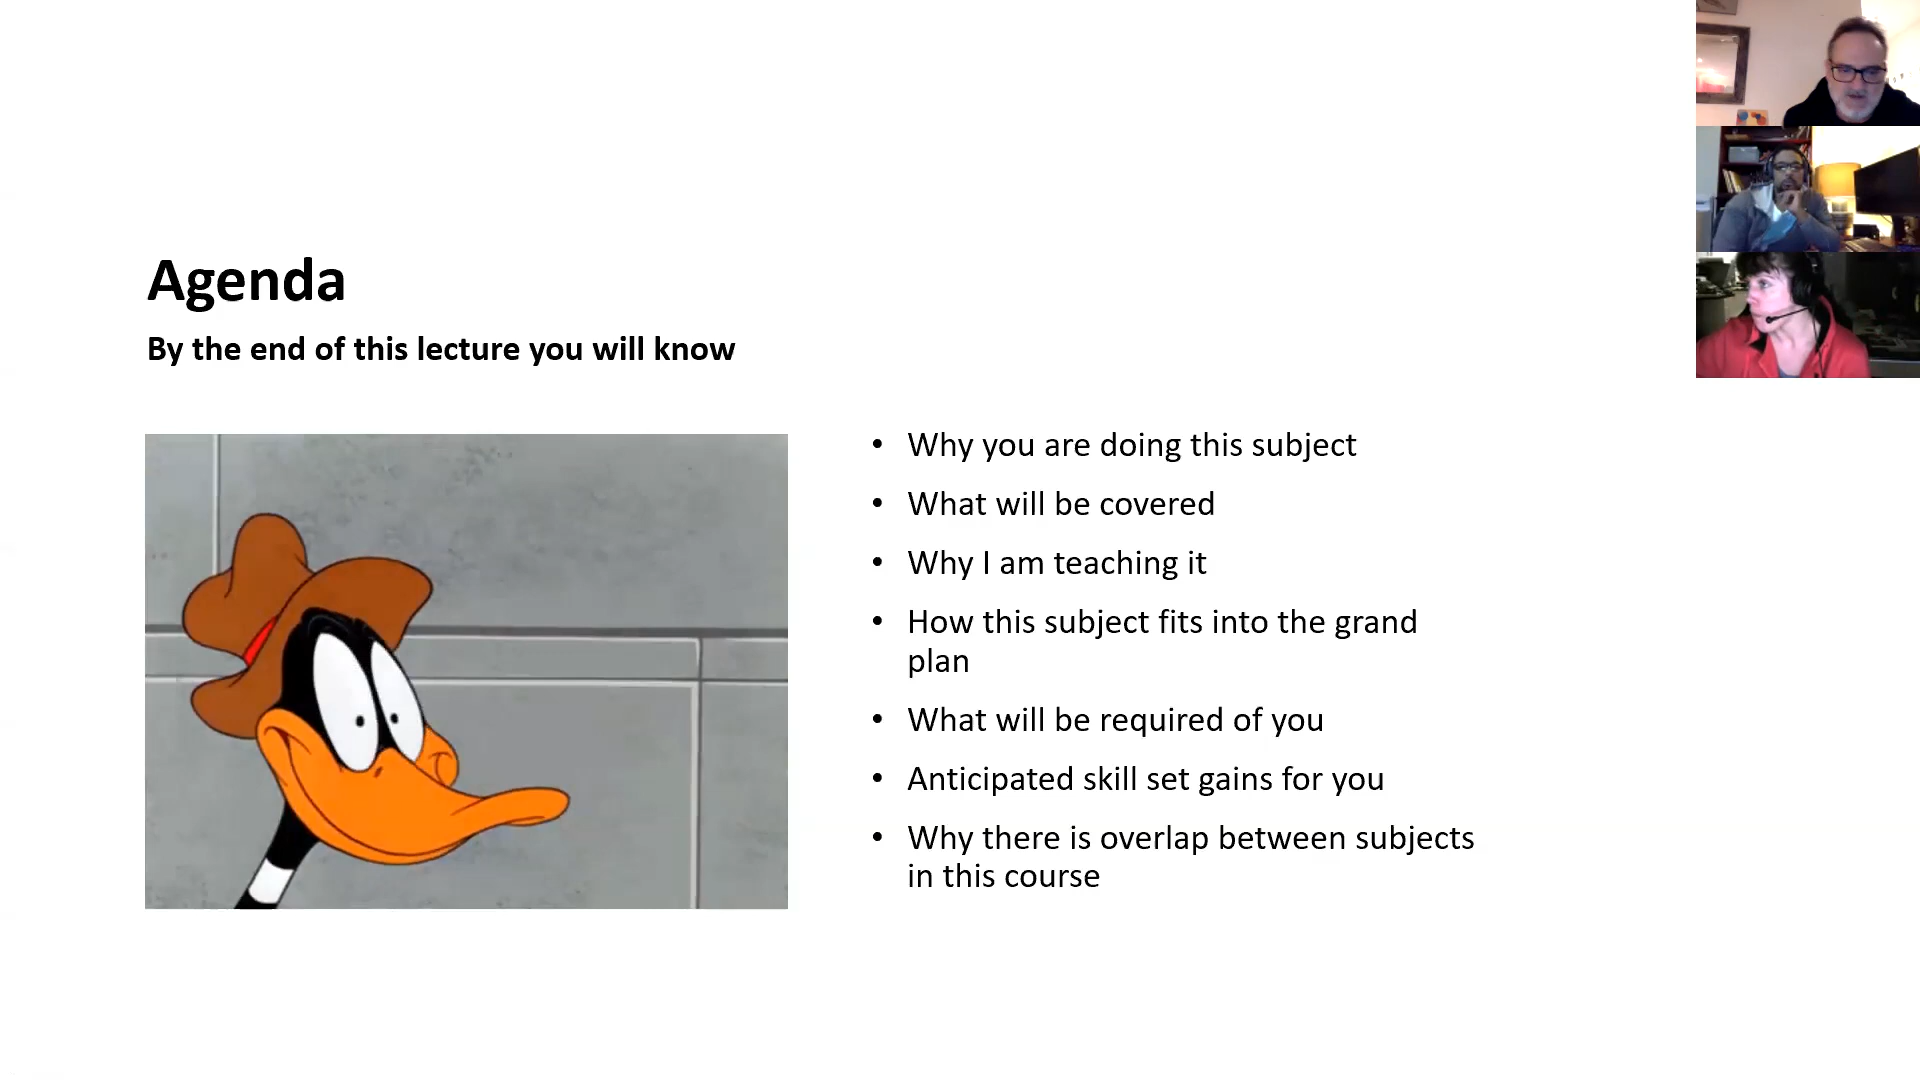 Agenda
By the end of this lecture you will know
• Why you are doing this subject
• What will be covered
• Why I am teaching it
• How this subject fits into the grand
plan
• What will be required of you
• Anticipated skill set gains for you
• Why there is overlap between subjects
in this course